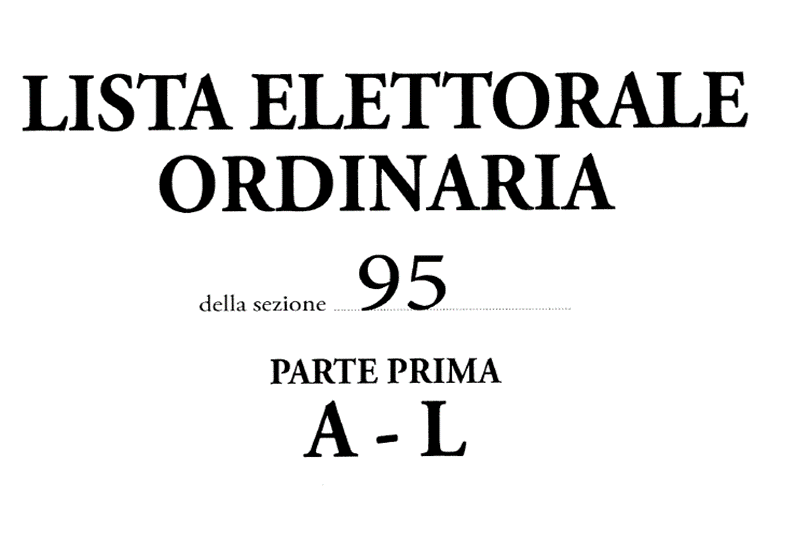 LISTA ELETTORALE
ORDINARIA
della sezione 95
PARTE PRIMA
A - L